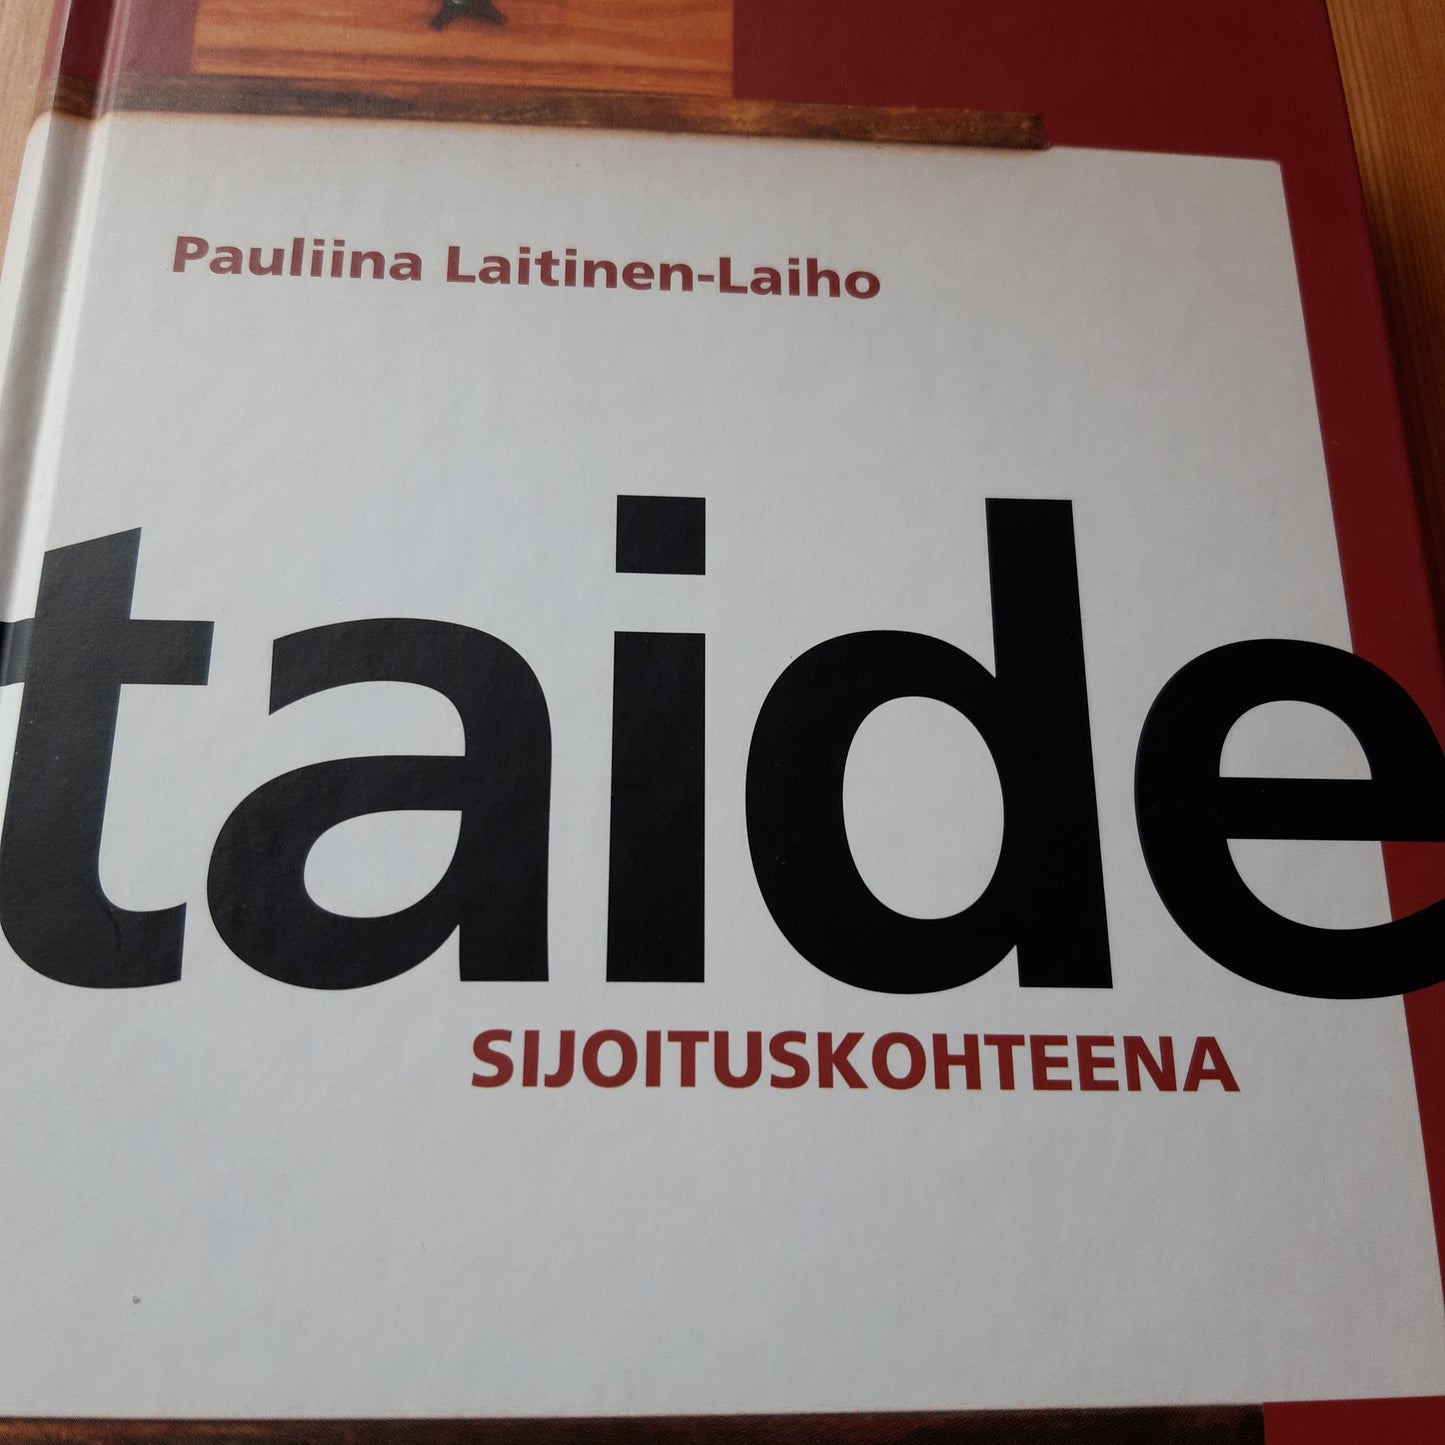 Pauliina Laitinen-Laiho
taide
SIJOITUSKOHTEENA